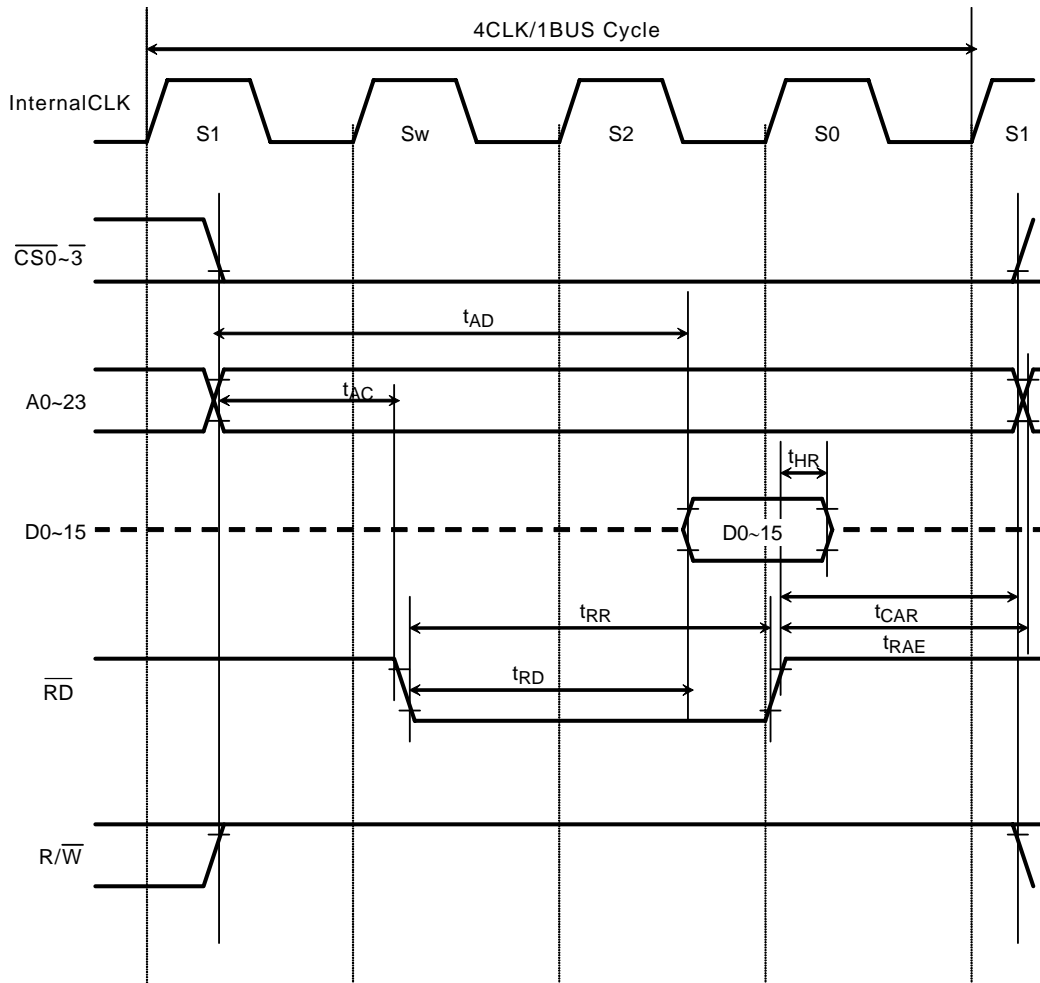 4CLK/1BUS Cycle
InternalCLK
S1 Sw S2 S0 S1
CS0~3
tAD
A0~23
tAC
tHR
D0~15
D0~15
tRR
tCAR
tRAE
RD
tRD
R/W